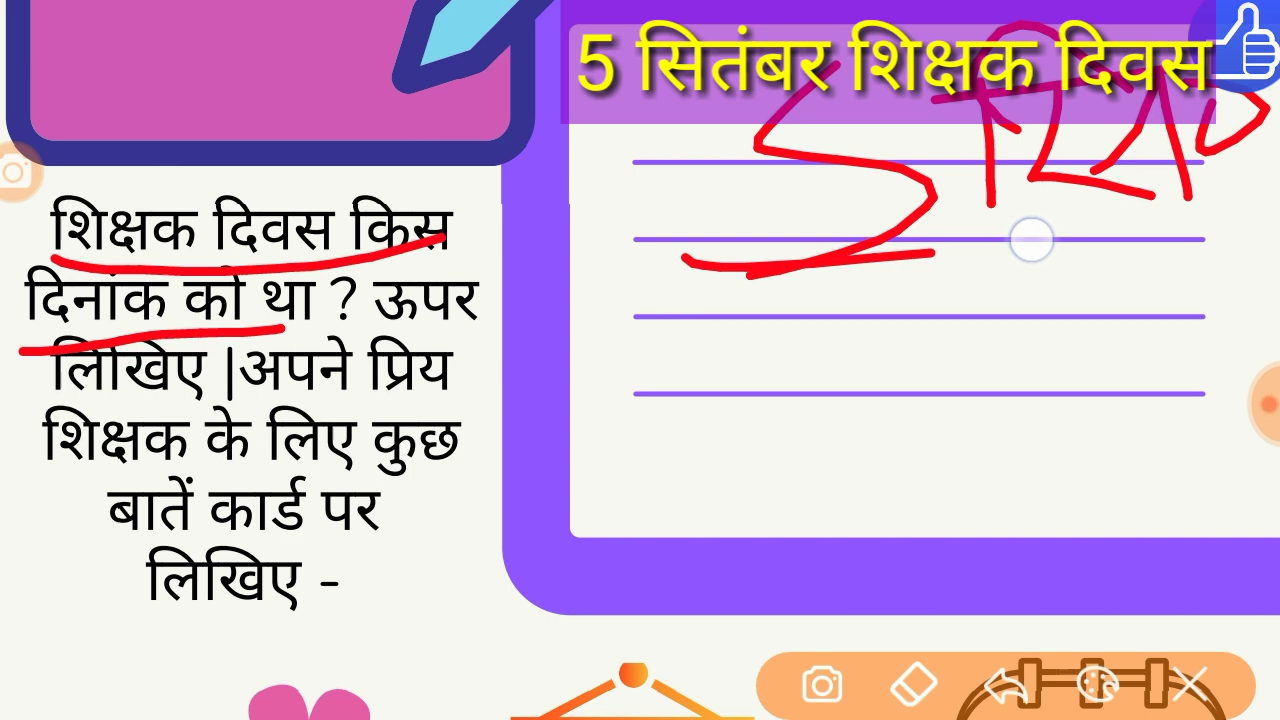 5 सितंबर शिक्षक दिवस
शिक्षक दिवस किस
दिनांक को था ? ऊपर
लिखिए |अपने प्रिय
शिक्षक के लिए कुछ
बातें कार्ड पर
लिखिए -